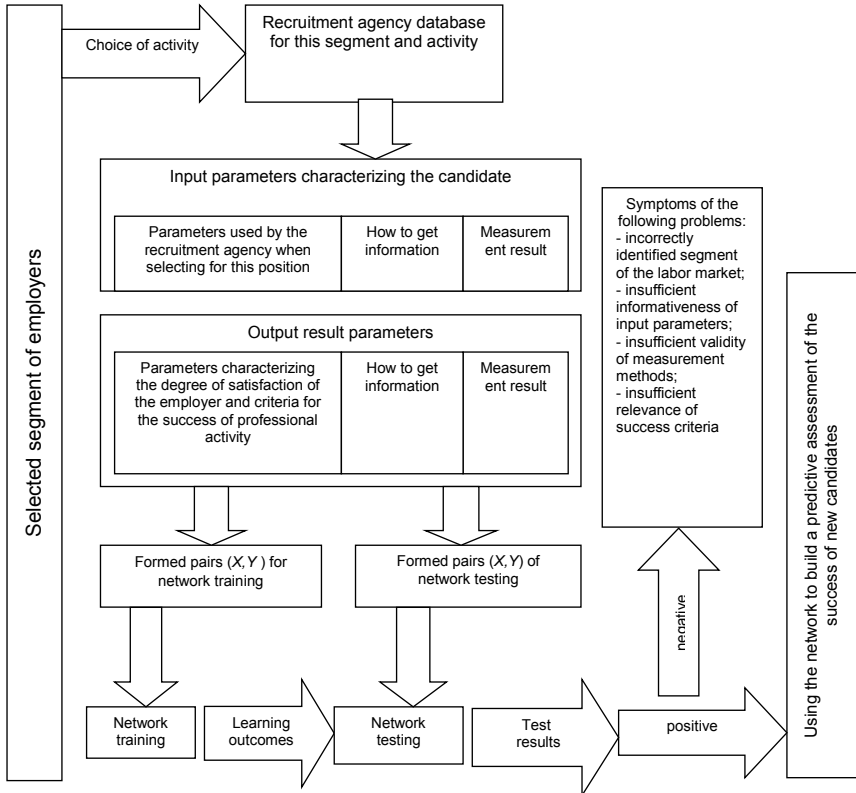 Selected segment of employers
Choice of activity
Recruitment agency database
for this segment and activity
Input parameters characterizing the candidate
Parameters used by the
recruitment agency when
selecting for this position
How to get
information
Measurem
ent result
Output result parameters
Parameters characterizing
the degree of satisfaction of
the employer and criteria for
the success of professional
activity
How to get
information
Measurem
ent result
Formed pairs (X,Y ) for
network training
Formed pairs (X,Y) of
network testing
Network
training
Learning
outcomes
Network
testing
Test
results
positive
negative
Symptoms of the
following problems:
- incorrectly
identified segment
of the labor market;
- insufficient
informativeness of
input parameters;
- insufficient validity
of measurement
methods;
- insufficient
relevance of
success criteria
Using the network to build a predictive assessment of the
success of new candidates